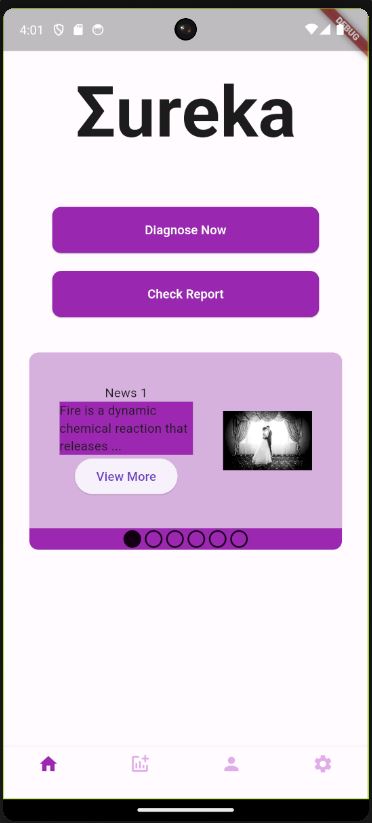 4:01
DEBUG
Σureka
Diagnose Now
Check Report
News 1
Fire is a dynamic
chemical reaction that
releases ...
View More